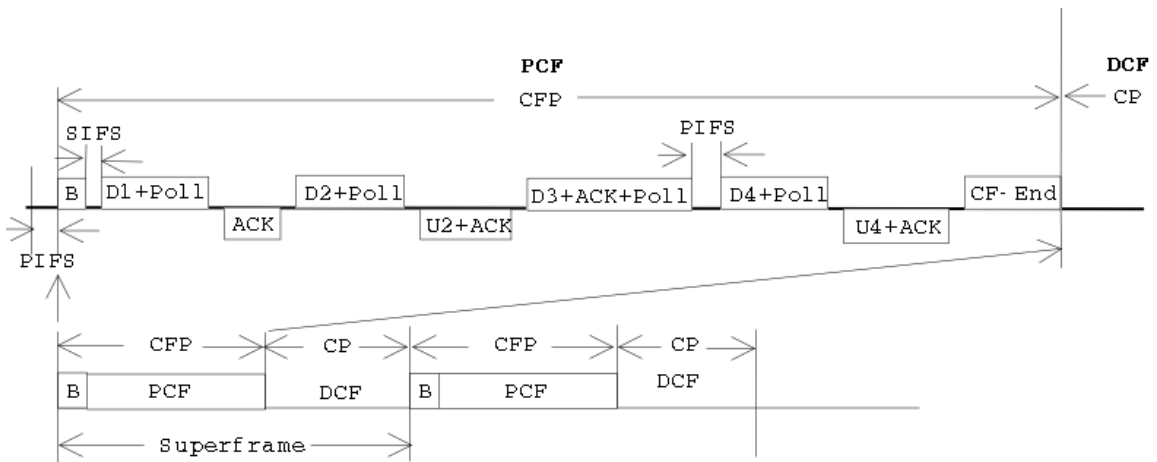 PCF DCF
CFP CP
SIFS PIFS
B D1+Poll D2+Poll D3+ACK+Poll D4+Poll CF- End
ACK U2+ACK U4+ACK
PIFS
CFP CP CFP CP
B PCF DCF B PCF DCF
Superframe